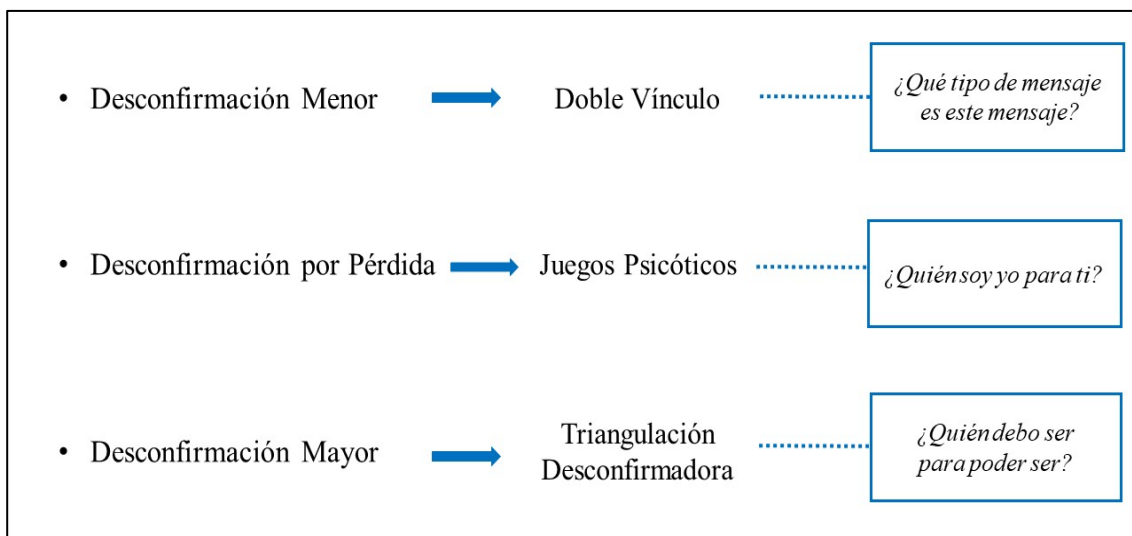 • Desconfirmación Menor
Doble Vínculo
¿Qué tipo de mensaje
es este mensaje?
• Desconfirmación por Pérdida
Juegos Psicóticos
¿Quién soy yo para ti?
• Desconfirmación Mayor
Triangulación
Desconfirmadora
¿Quién debo ser
para poder ser?